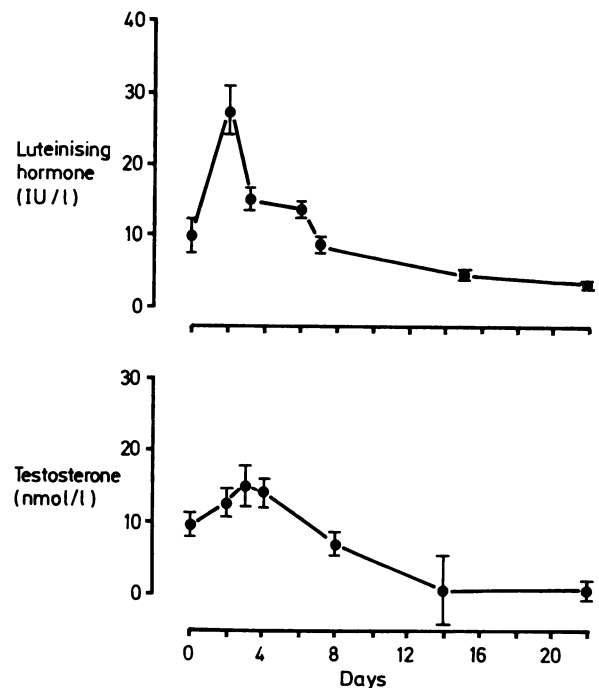 40
30
20
10
0
Luteinising
hormone
(IU/l)
30
20
10
0
Testosterone
(nmol/l)
0 4 8 12 16 20
Days